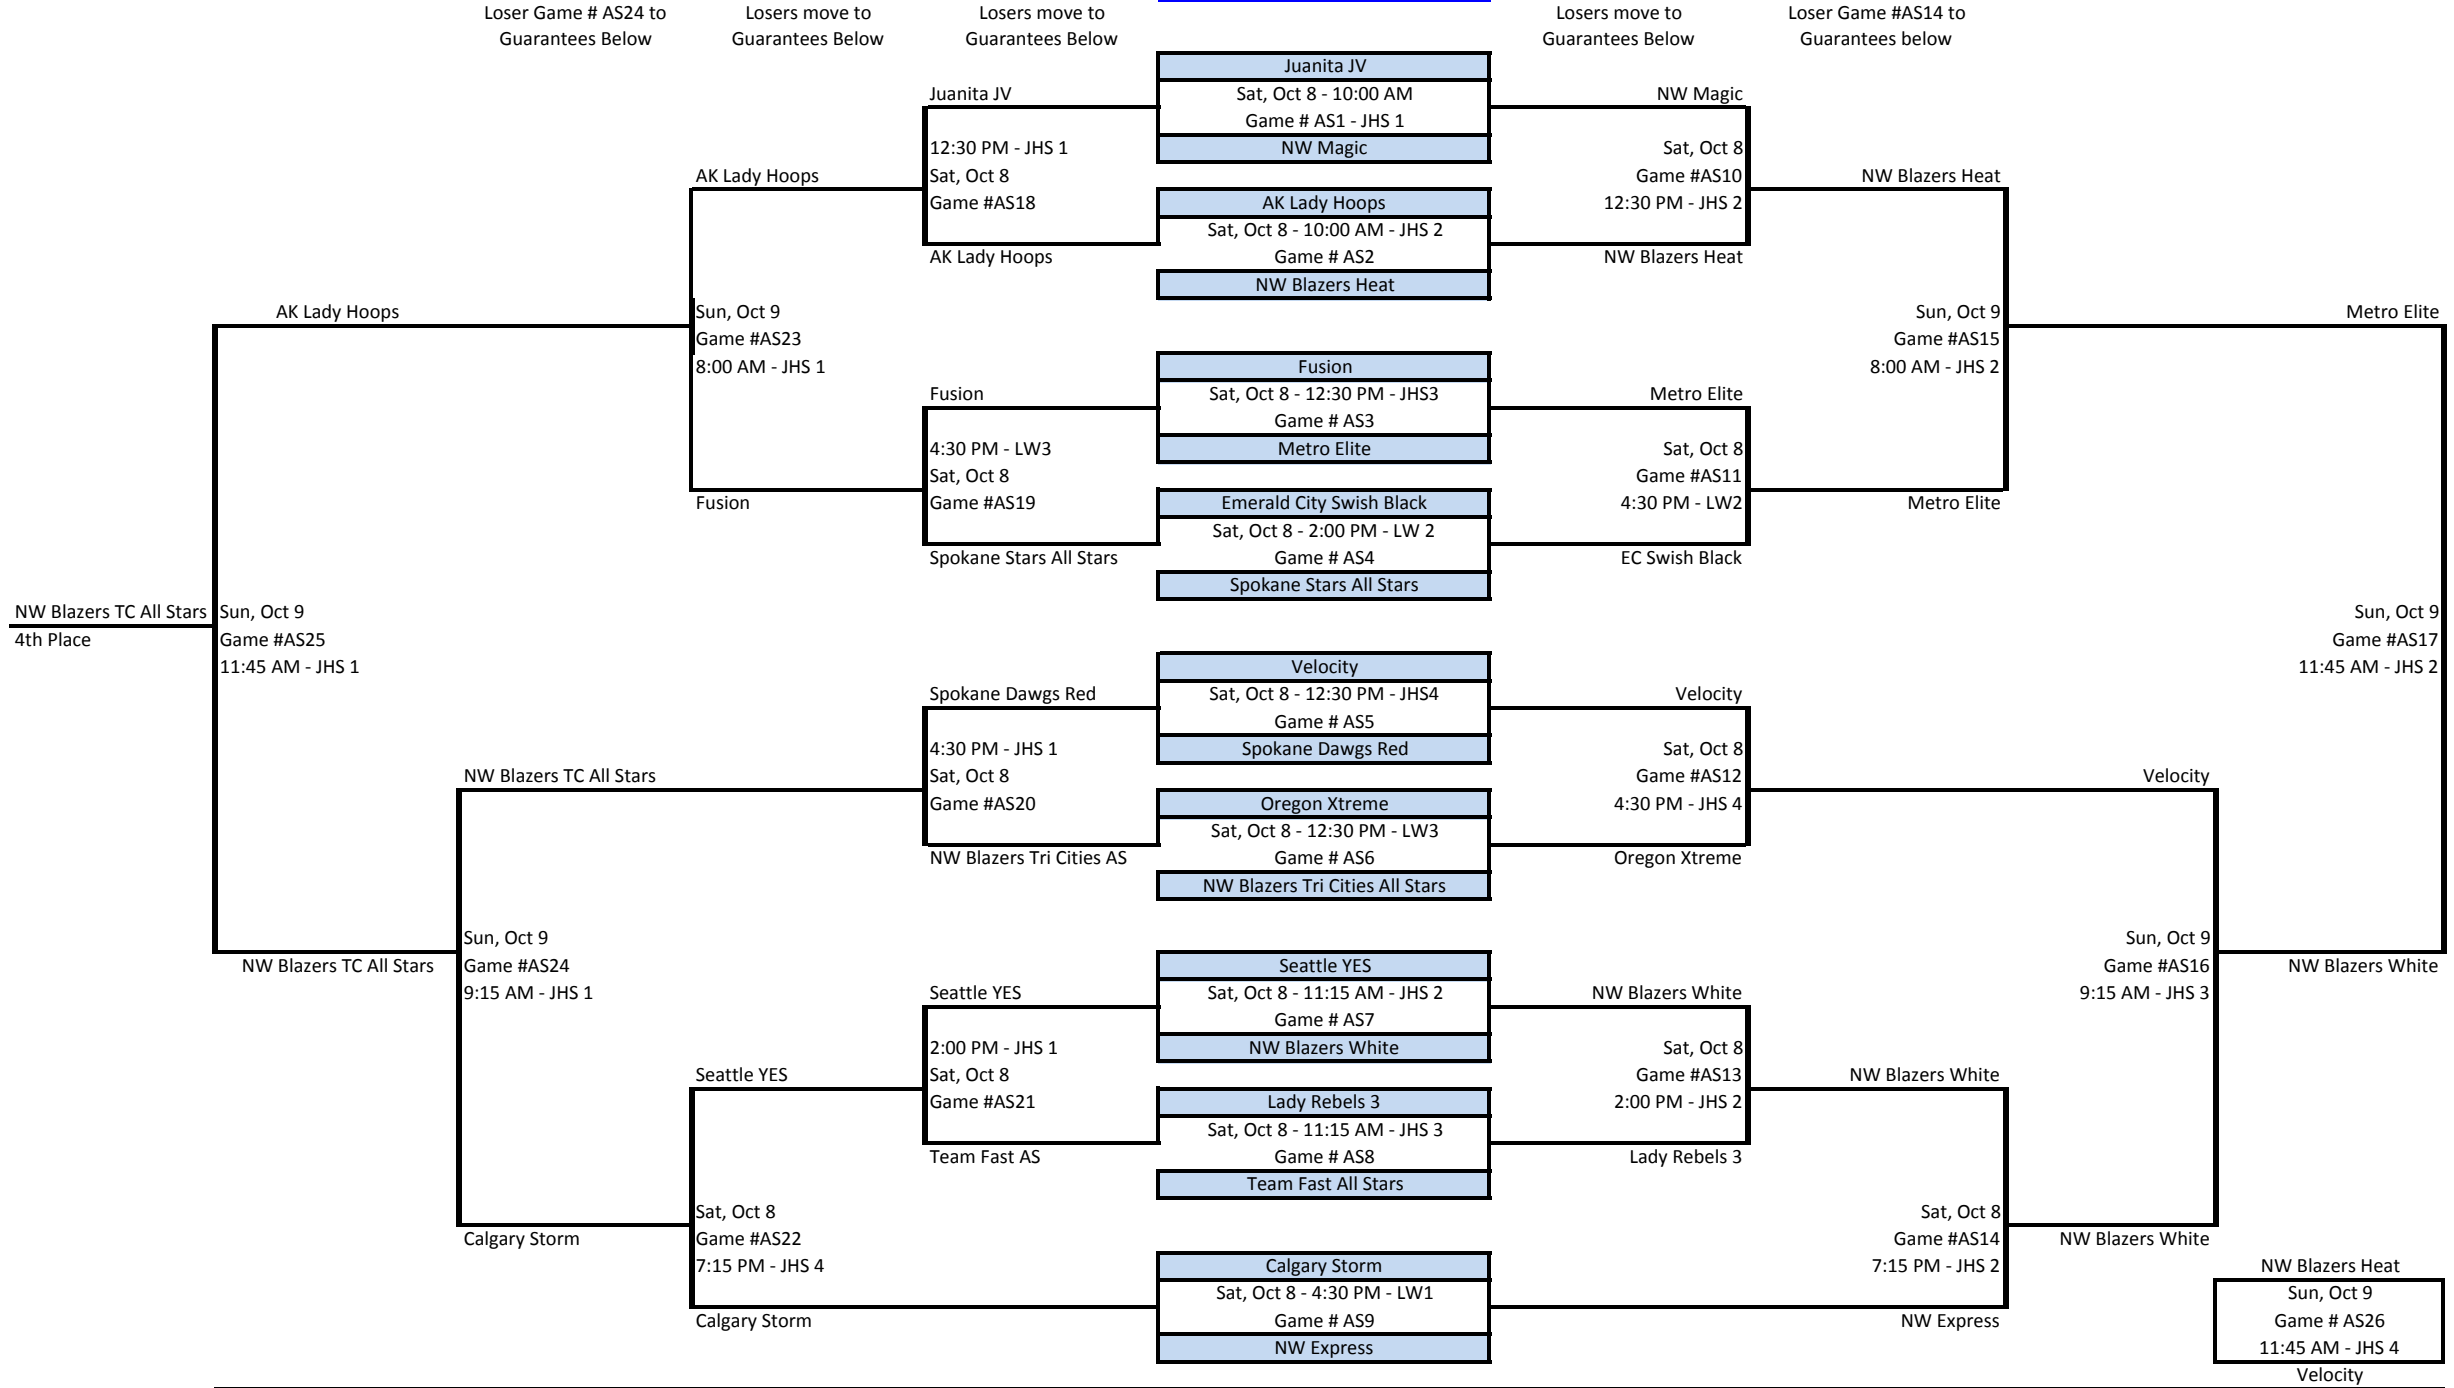 Loser Game # AS24 to
Guarantees Below
Losers move to
Guarantees Below
Losers move to
Guarantees Below
Losers move to
Guarantees Below
Loser Game #AS14 to
Guarantees below
NW Blazers TC All Stars
4th Place
AK Lady Hoops
Sun, Oct 9
Game #AS25
11:45 AM - JHS 1
NW Blazers TC All Stars
NW Blazers TC All Stars
Sun, Oct 9
Game #AS24
9:15 AM - JHS 1
Calgary Storm
AK Lady Hoops
Sun, Oct 9
Game #AS23
8:00 AM - JHS 1
Fusion
Seattle YES
Sat, Oct 8
Game #AS22
7:15 PM - JHS 4
Calgary Storm
Juanita JV
12:30 PM - JHS 1
Sat, Oct 8
Game #AS18
AK Lady Hoops
Fusion
4:30 PM - LW3
Sat, Oct 8
Game #AS19
Spokane Stars All Stars
Spokane Dawgs Red
4:30 PM - JHS 1
Sat, Oct 8
Game #AS20
NW Blazers Tri Cities AS
Seattle YES
2:00 PM - JHS 1
Sat, Oct 8
Game #AS21
Team Fast AS
Juanita JV
Sat, Oct 8 - 10:00 AM
Game # AS1 - JHS 1
NW Magic
AK Lady Hoops
Sat, Oct 8 - 10:00 AM - JHS 2
Game # AS2
NW Blazers Heat
Fusion
Sat, Oct 8 - 12:30 PM - JHS3
Game # AS3
Metro Elite
Emerald City Swish Black
Sat, Oct 8 - 2:00 PM - LW 2
Game # AS4
Spokane Stars All Stars
Velocity
Sat, Oct 8 - 12:30 PM - JHS4
Game # AS5
Spokane Dawgs Red
Oregon Xtreme
Sat, Oct 8 - 12:30 PM - LW3
Game # AS6
NW Blazers Tri Cities All Stars
Seattle YES
Sat, Oct 8 - 11:15 AM - JHS 2
Game # AS7
NW Blazers White
Lady Rebels 3
Sat, Oct 8 - 11:15 AM - JHS 3
Game # AS8
Team Fast All Stars
Calgary Storm
Sat, Oct 8 - 4:30 PM - LW1
Game # AS9
NW Express
NW Magic
Sat, Oct 8
Game #AS10
12:30 PM - JHS 2
NW Blazers Heat
Metro Elite
Sat, Oct 8
Game #AS11
4:30 PM - LW2
EC Swish Black
Velocity
Sat, Oct 8
Game #AS12
4:30 PM - JHS 4
Oregon Xtreme
NW Blazers White
Sat, Oct 8
Game #AS13
2:00 PM - JHS 2
Lady Rebels 3
NW Blazers Heat
Sun, Oct 9
Game #AS15
8:00 AM - JHS 2
Metro Elite
NW Blazers White
Sat, Oct 8
Game #AS14
7:15 PM - JHS 2
NW Express
Velocity
Sun, Oct 9
Game #AS16
9:15 AM - JHS 3
NW Blazers White
Metro Elite
Sun, Oct 9
Game #AS17
11:45 AM - JHS 2
NW Blazers White
NW Blazers Heat
Sun, Oct 9
Game # AS26
11:45 AM - JHS 4
Velocity